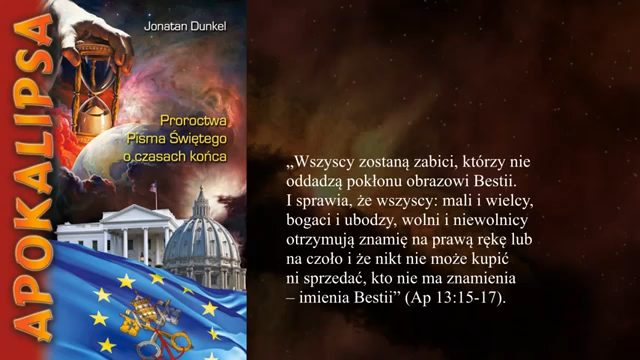 APOKALIPSA
Jonatan Dunkel
Proroctwa
Pisma Świętego
o czasach końca
„Wszyscy zostaną zabici, którzy nie
oddadzą pokłonu obrazowi Bestii.
I sprawia, że wszyscy: mali i wielcy,
bogaci i ubodzy, wolni i niewolnicy
otrzymują znamię na prawą rękę lub
na czoło i że nikt nie może kupić
ni sprzedać, kto nie ma znamienia
– imienia Bestii” (Ap 13:15-17).